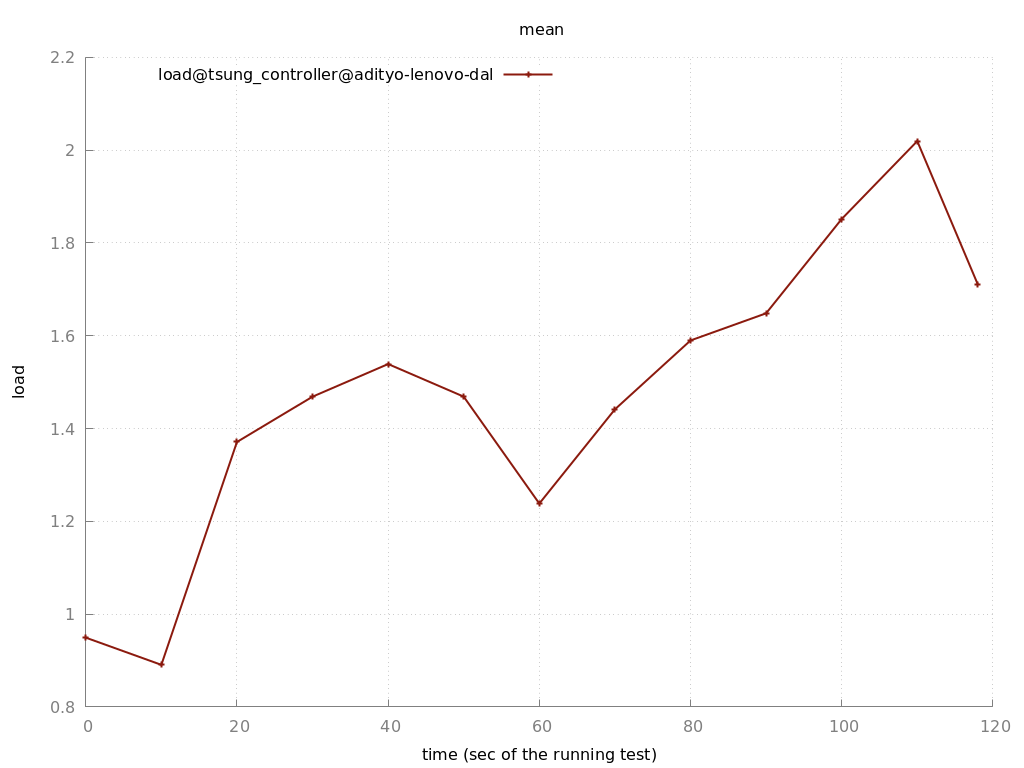 mean
2.2
load@tsung_controller@adityo-lenovo-dal
2
1.8
1.6
load
1.4
1.2
1
0.8
0 20 40 60 80 100 120
time (sec of the running test)